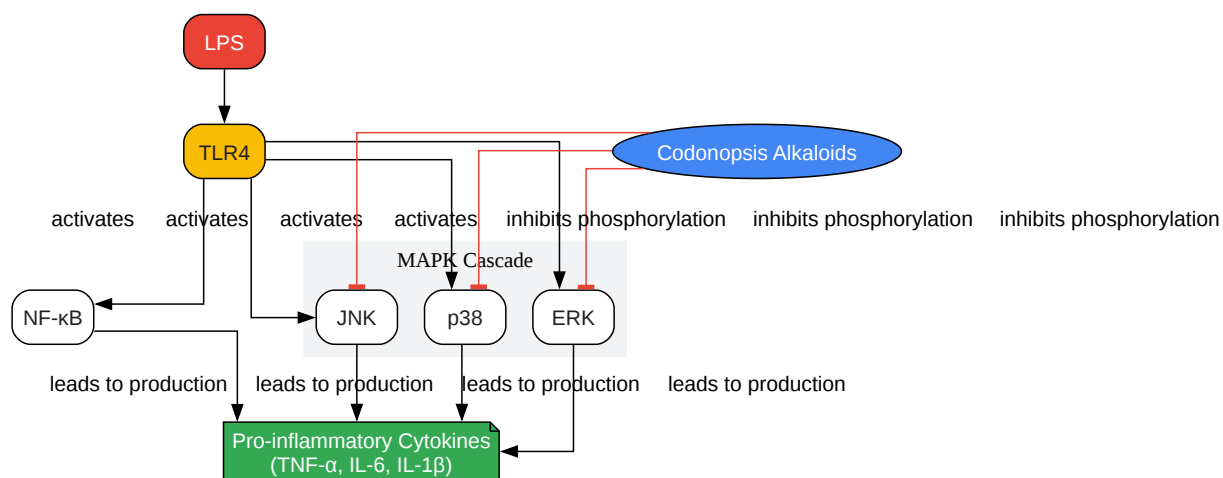 LPS
TLR4
Codonopsis Alkaloids
activates
activates
activates
activates
inhibits phosphorylation
inhibits phosphorylation
inhibits phosphorylation
MAPK Cascade
NF-κB
JNK
p38
ERK
leads to production
leads to production
leads to production
leads to production
Pro-inflammatory Cytokines
(TNF-α, IL-6, IL-1β)